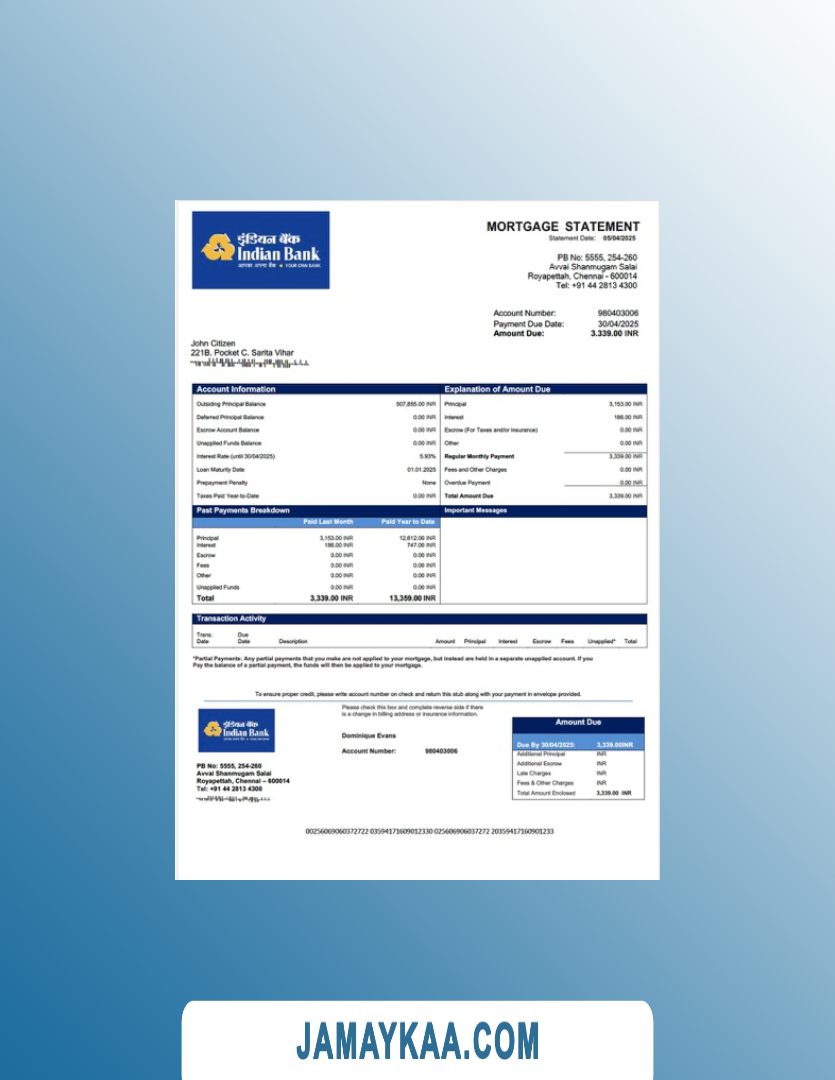 इंडियन बैंक
Indian Bank
आपका अपना बैंक YOUR OWN BANK
MORTGAGE STATEMENT
Statement Date: 05/04/2025
PB No: 5555, 254-260
Avvai Shanmugam Salai
Royapettah, Chennai - 600014
Tel: +91 44 2813 4300
Account Number: 980403006
Payment Due Date: 30/04/2025
Amount Due: 3.339.00 INR
John Citizen
221B. Pocket C. Sarita Vihar
Account Information Explanation of Amount Due
Outsiding Principal Balance 507,855.00 INR Principal 3,153.00 INR
Deferred Principal Balance 0.00 INR Interest 186.00 INR
Escrow Account Balance 0.00 INR Escrow (For Taxes and/or Insurance) 0.00 INR
Unapplied Funds Balance 0.00 INR Other 0.00 INR
Interest Rate (until 30/04/2025) 5.93% Regular Monthly Payment 3,339.00 INR
Loan Maturity Date 01.01.2025 Fees and Other Charges 0.00 INR
Prepayment Penalty None Overdue Payment 0.00 INR
Taxes Paid Year-to-Date 0.00 INR Total Amount Due 3,339.00 INR
Past Payments Breakdown Important Messages
Paid Last Month Paid Year to Date
Principal 3,153.00 INR 12,612.00 INR
Interest 186.00 INR 747.00 INR
Escrow 0.00 INR 0.00 INR
Fees 0.00 INR 0.00 INR
Other 0.00 INR 0.00 INR
Unapplied Funds 0.00 INR 0.00 INR
Total 3,339.00 INR 13,359.00 INR
Transaction Activity
Trans. Date Due Date Description Amount Principal Interest Escrow Fees Unapplied* Total
*Partial Payments: Any partial payments that you make are not applied to your mortgage, but instead are held in a separate unapplied account. If you
Pay the balance of a partial payment, the funds will then be applied to your mortgage.
To ensure proper credit, please write account number on check and return this stub along with your payment in envelope provided.
इंडियन बैंक
Indian Bank
Please check this box and complete reverse side if there
is a change in billing address or insurance information.
Dominique Evans
Account Number: 980403006
PB No: 5555, 254-260
Avvai Shanmugam Salai
Royapettah, Chennai – 600014
Tel: +91 44 2813 4300
Amount Due
Due By 30/04/2025: 3,339.00INR
Additional Principal INR
Additional Escrow INR
Late Charges INR
Fees & Other Charges INR
Total Amount Enclosed 3,339.00 INR
00256069060372722 03594171609012330 025606906037272 20359417160901233
JAMAYKAA.COM